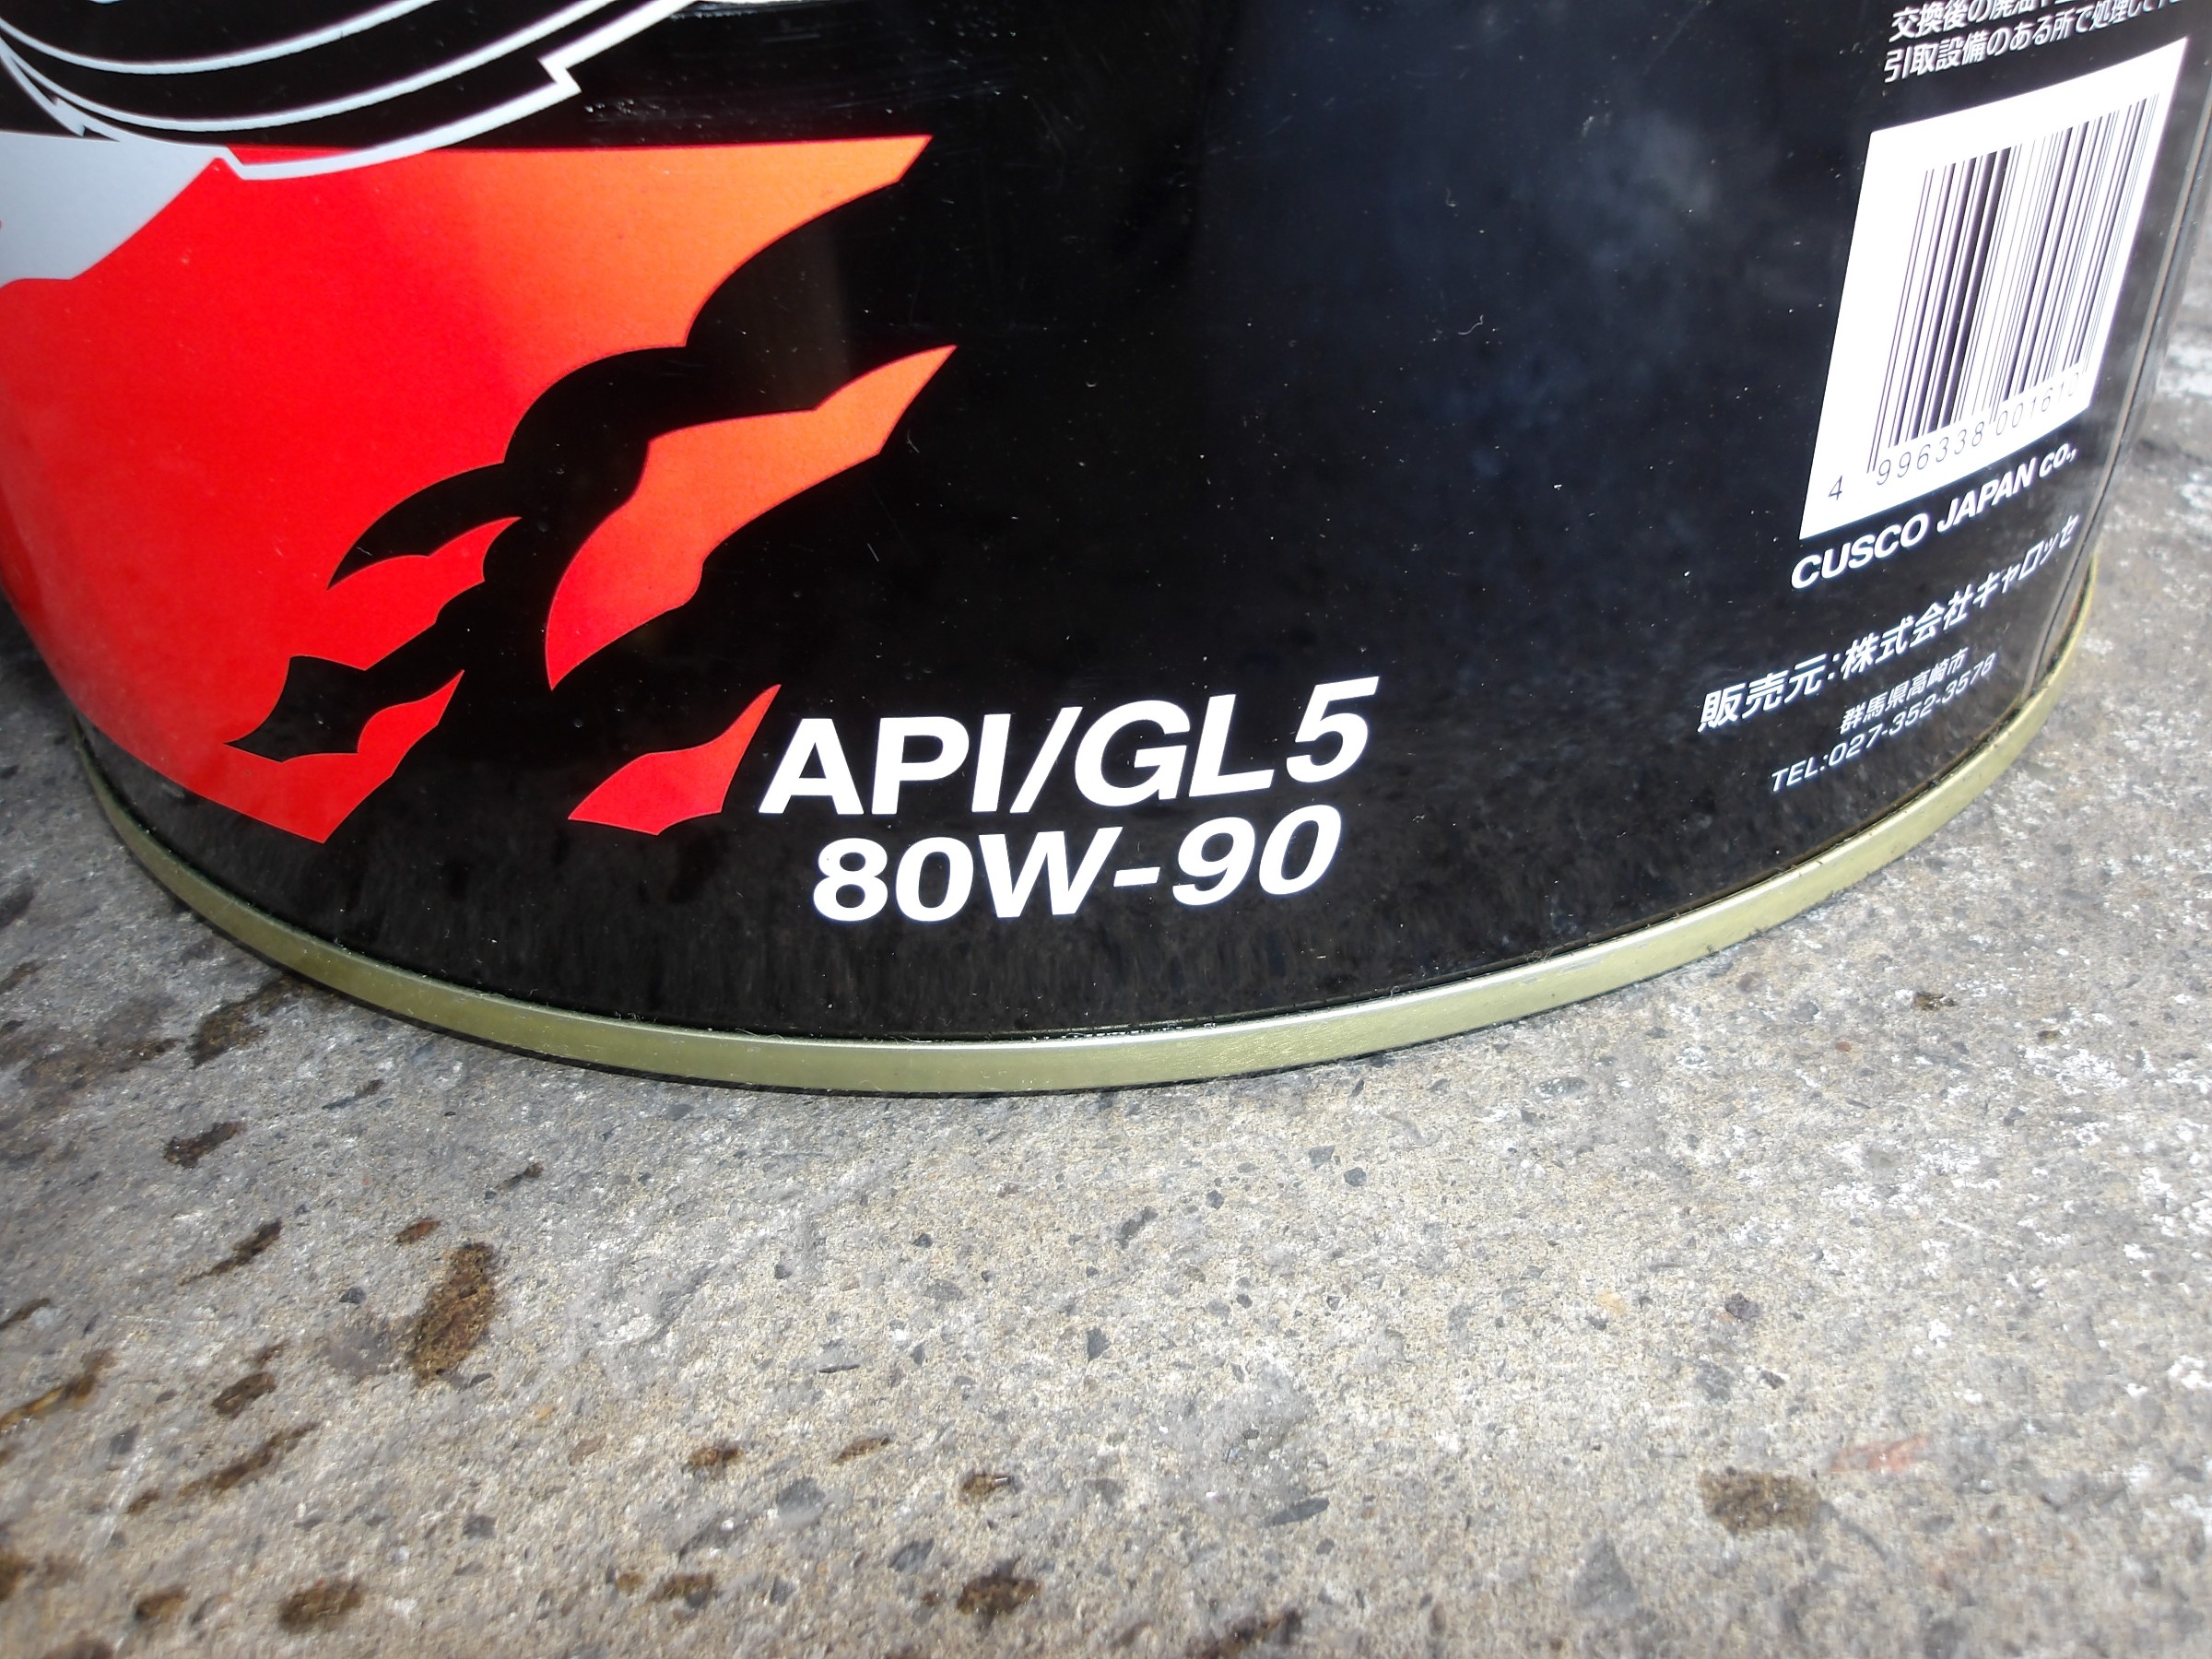 交換後の廃油
引取設備のある所で処理して
4 996338 00161
CUSCO JAPAN co.,
販売元:株式会社キャロッセ
群馬県高崎市
TEL:027-352-3578
API/GL5
80W-90